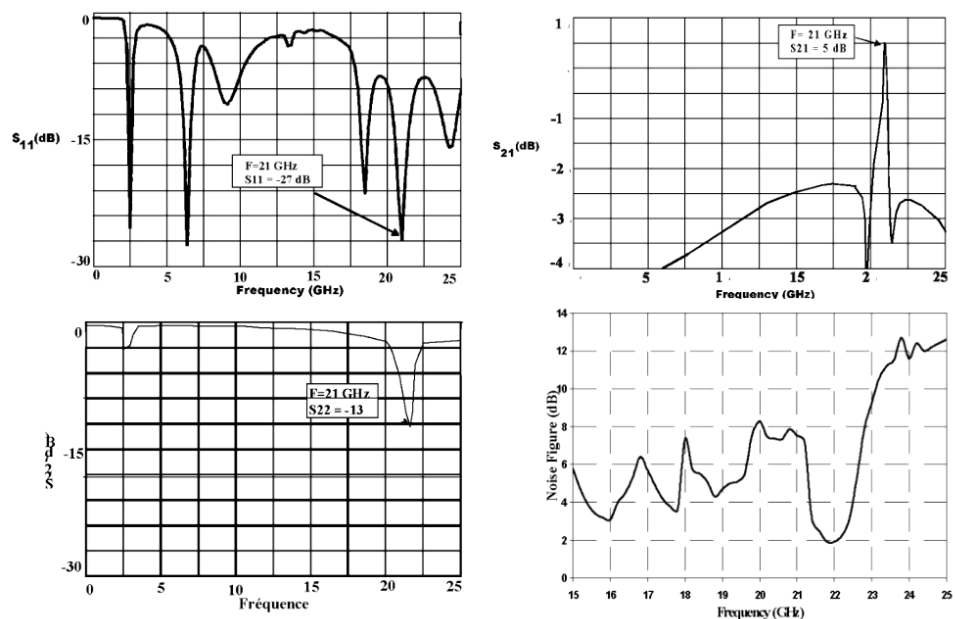 0
-15
-30
S11(dB)
F=21 GHz
S11 = -27 dB
0 5 10 15 20 25
Frequency (GHz)
F= 21 GHz
S21 = 5 dB
1
-1
-2
-3
-4
S21(dB)
5 1 15 2 25
Frequency (GHz)
0
-15
-30
S22dB
F=21 GHz
S22 = -13
0 5 10 15 20 25
Fréquence
14
12
10
8
6
4
2
0
Noise Figure (dB)
15 16 17 18 19 20 21 22 23 24 25
Frequency (GHz)